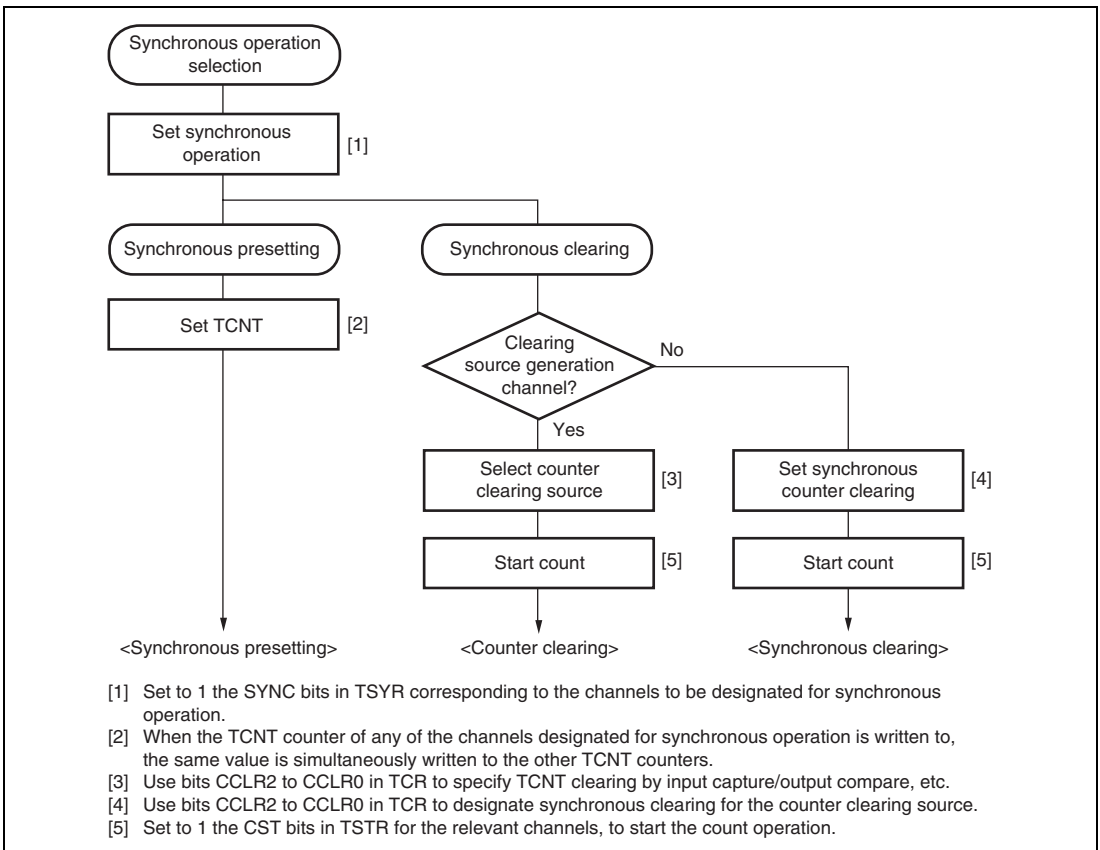 Synchronous operation
selection
Set synchronous
operation
[1]
Synchronous presetting
Synchronous clearing
Set TCNT
[2]
Clearing
source generation
channel?
No
Yes
Select counter
clearing source
[3]
Set synchronous
counter clearing
[4]
Start count
[5]
Start count
[5]
<Synchronous presetting>
<Counter clearing>
<Synchronous clearing>
[1] Set to 1 the SYNC bits in TSYR corresponding to the channels to be designated for synchronous
operation.
[2] When the TCNT counter of any of the channels designated for synchronous operation is written to,
the same value is simultaneously written to the other TCNT counters.
[3] Use bits CCLR2 to CCLR0 in TCR to specify TCNT clearing by input capture/output compare, etc.
[4] Use bits CCLR2 to CCLR0 in TCR to designate synchronous clearing for the counter clearing source.
[5] Set to 1 the CST bits in TSTR for the relevant channels, to start the count operation.